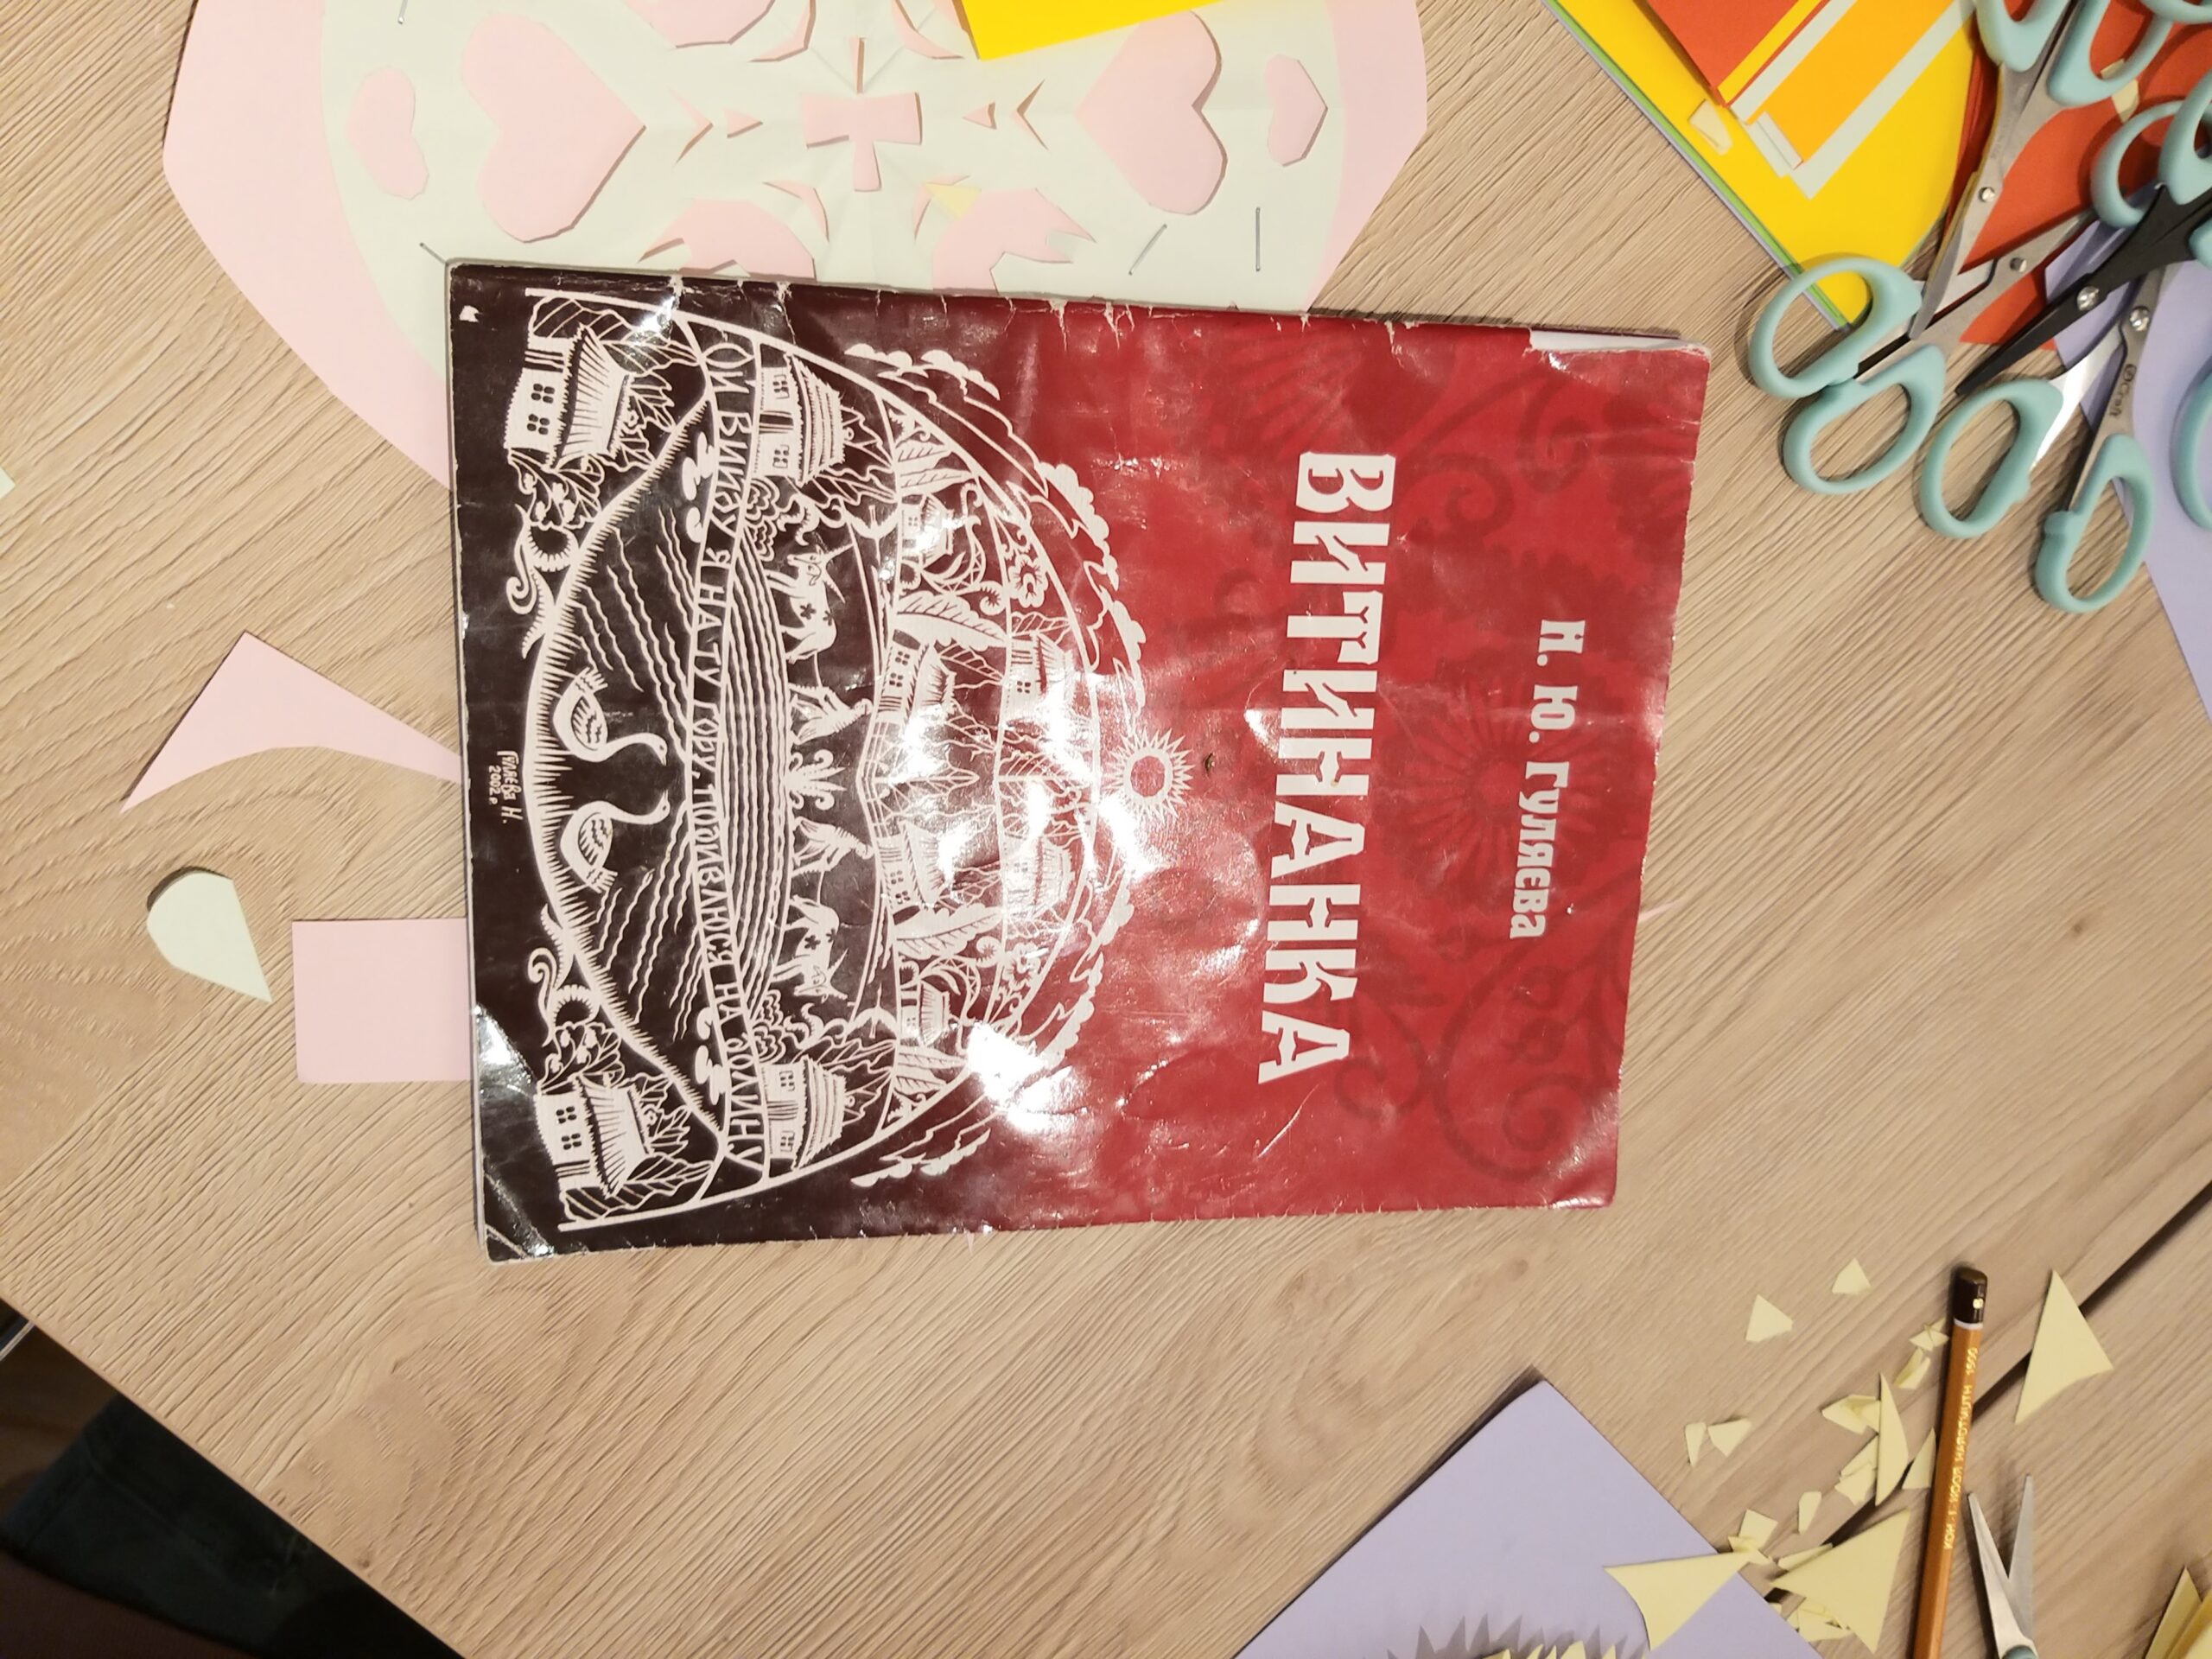 Н. Ю. Гуляєва
ВИТИНАНКА
ОЙ ВИЙДУ Я НА ТУ ГОРУ, ПОДИВЛЮСЯ НА ДОЛИНУ
Гуляєва Н.
2002 р.